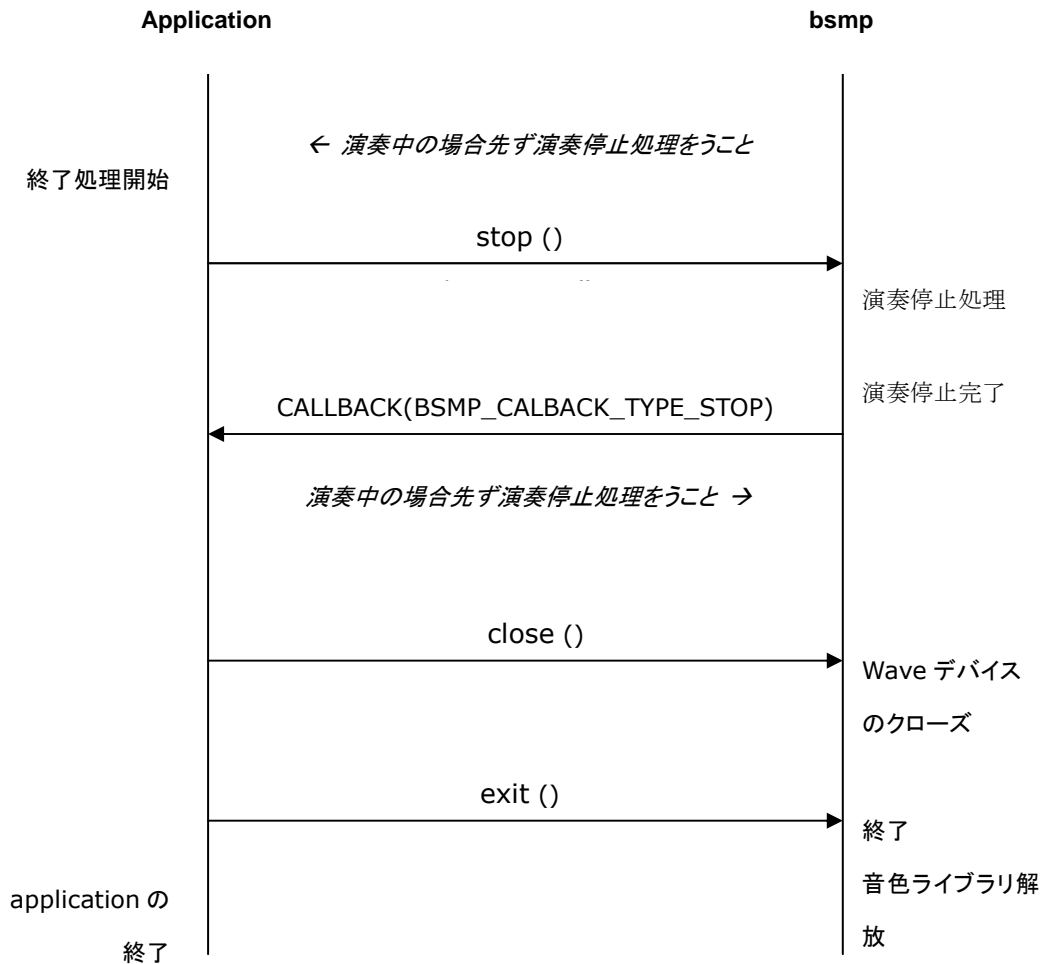 Application
bsmp
← 演奏中の場合先ず演奏停止処理をうこと
終了処理開始
stop ()
演奏停止処理
演奏停止完了
CALLBACK(BSMP_CALBACK_TYPE_STOP)
演奏中の場合先ず演奏停止処理をうこと →
close ()
Wave デバイス
のクローズ
exit ()
終了
音色ライブラリ解
放
application の
終了